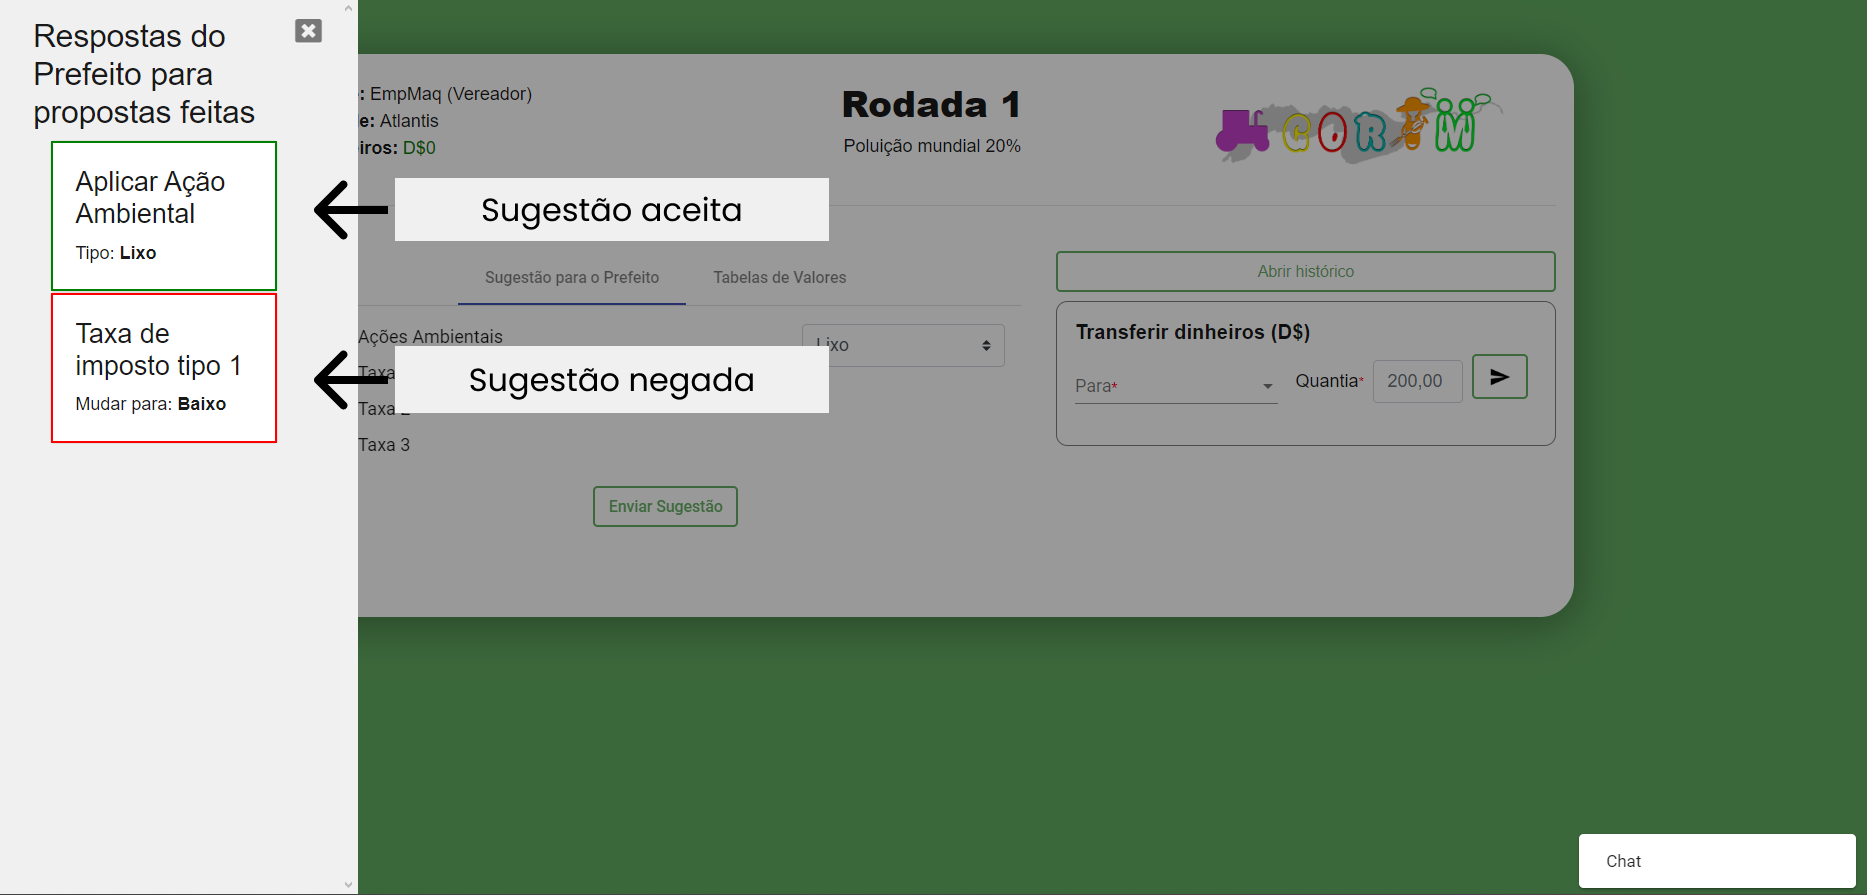 Respostas do
Prefeito para
propostas feitas
Aplicar Ação
Ambiental
Tipo: Lixo
Taxa de
imposto tipo 1
Mudar para: Baixo
Sugestão aceita
Sugestão negada
: EmpMaq (Vereador)
e: Atlantis
iros: D$0
Rodada 1
Poluição mundial 20%
CORIM
Sugestão para o Prefeito
Tabelas de Valores
Ações Ambientais
Lixo
Taxa
Taxa 2
Taxa 3
Enviar Sugestão
Abrir histórico
Transferir dinheiros (D$)
Para*
Quantia*
200,00
Chat